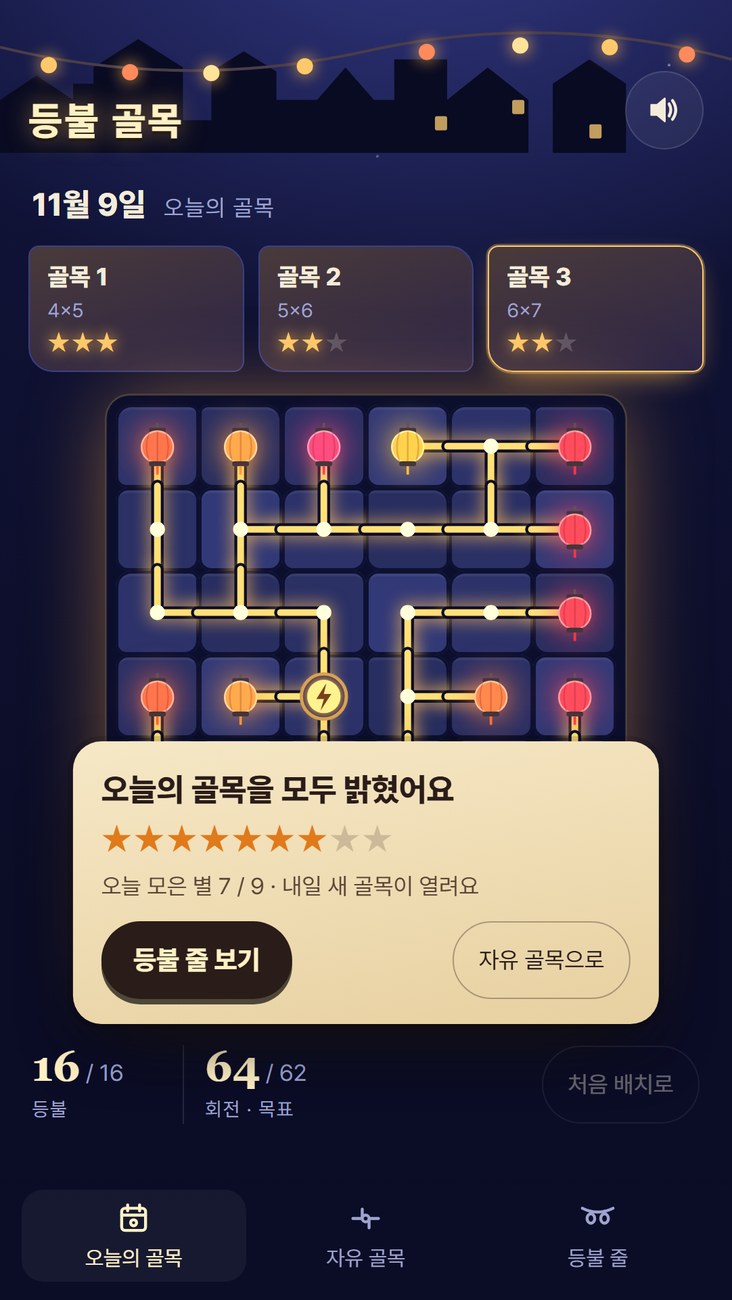 등불 골목
11월 9일 오늘의 골목
골목 1
4×5
★★★
골목 2
5×6
★★★
골목 3
6×7
★★★
오늘의 골목을 모두 밝혔어요
★★★★★★★★★
오늘 모은 별 7 / 9 · 내일 새 골목이 열려요
등불 줄 보기
자유 골목으로
16 / 16
등불
64 / 62
회전 · 목표
처음 배치로
오늘의 골목
자유 골목
등불 줄